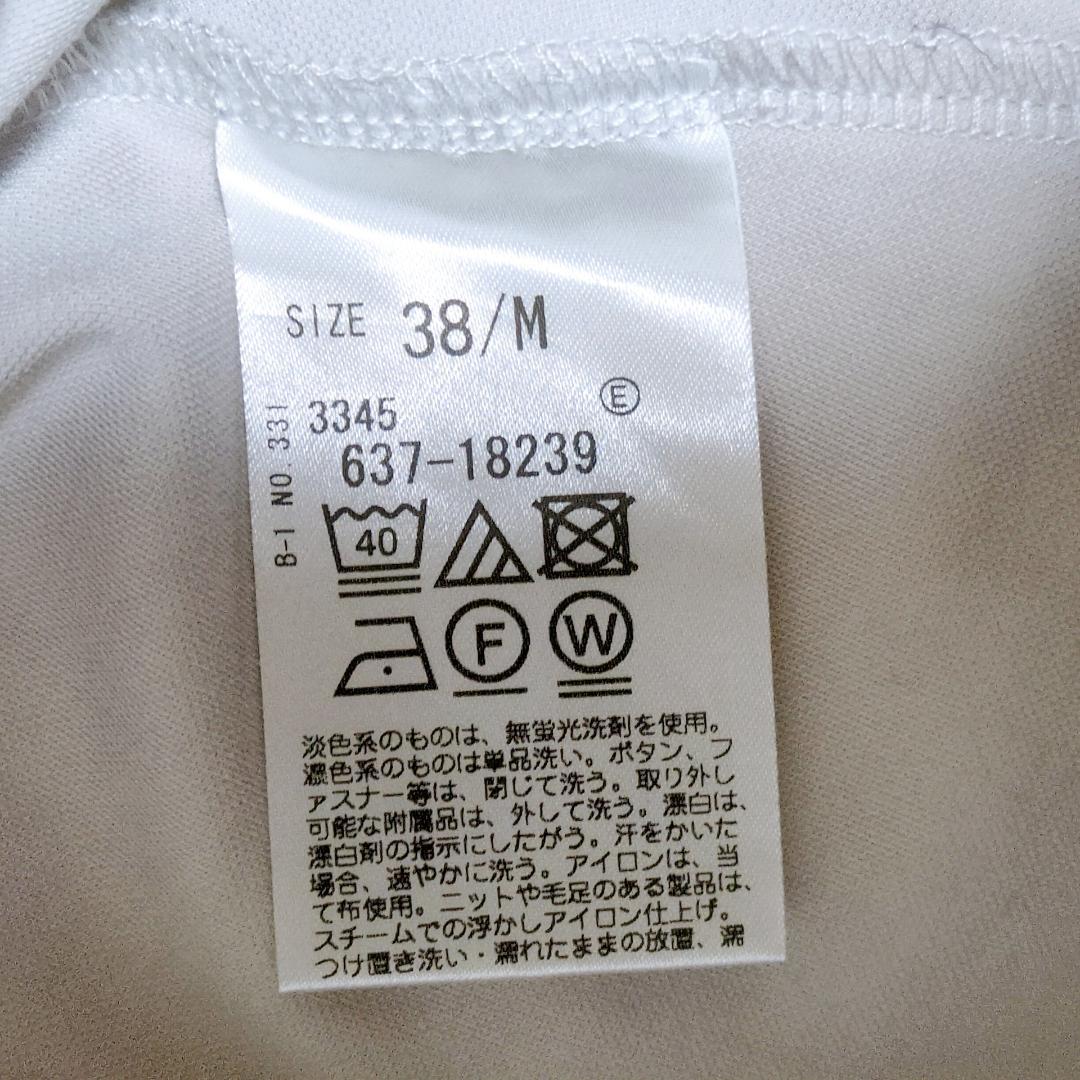 SIZE 38/M
E
3345
637-18239
B-1 NO.331
40
F W
淡色系のものは、無蛍光洗剤を使用。
濃色系のものは単品洗い。ボタン、フ
ァスナー等は、閉じて洗う。取り外し
可能な附属品は、外して洗う。漂白は、
漂白剤の指示にしたがう。汗をかいた
場合、速やかに洗う。アイロンは、当
て布使用。ニットや毛足のある製品は、
スチームでの浮かしアイロン仕上げ。
つけ置き洗い・濡れたままの放置、濡